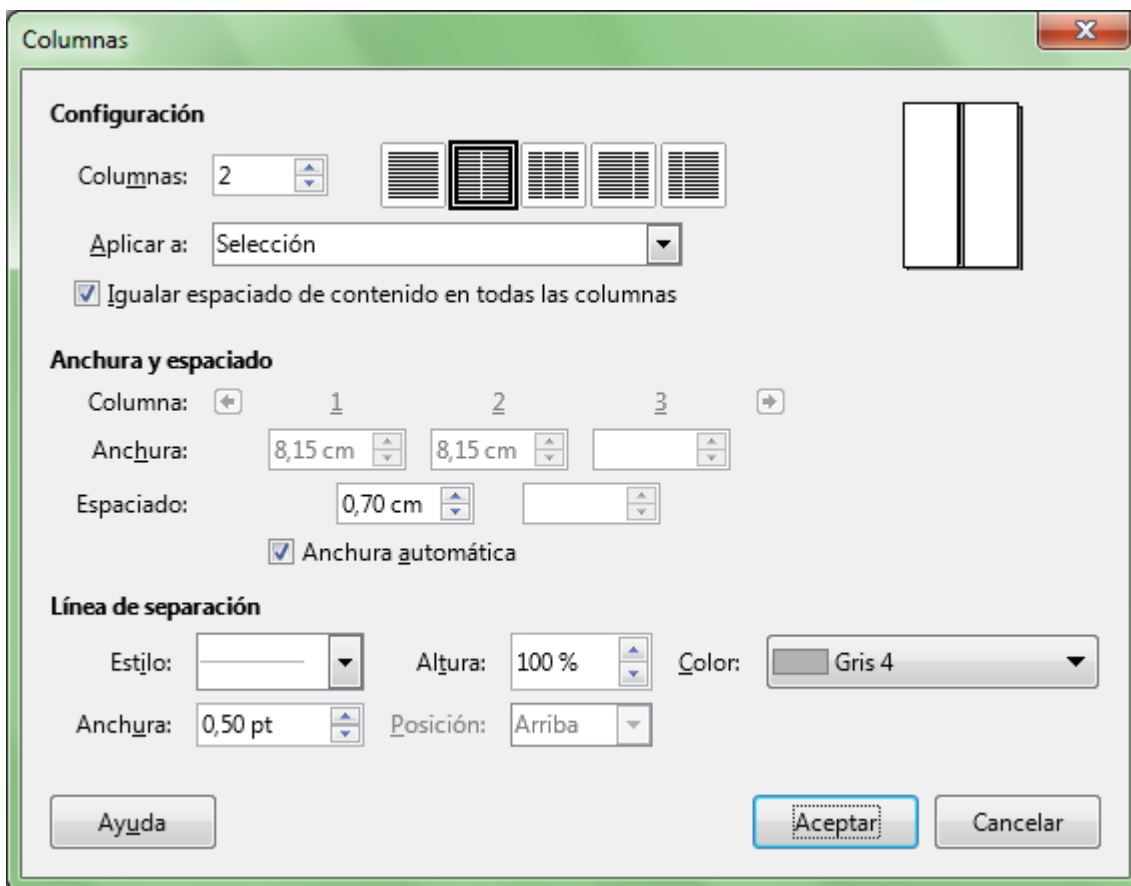 Columnas
Configuración
Columnas: 2
Aplicar a: Selección
Igualar espaciado de contenido en todas las columnas
Anchura y espaciado
Columna: 1 2 3
Anchura: 8,15 cm 8,15 cm
Espaciado: 0,70 cm
Anchura automática
Línea de separación
Estilo: Altura: 100 % Color: Gris 4
Anchura: 0,50 pt Posición: Arriba
Ayuda Aceptar Cancelar